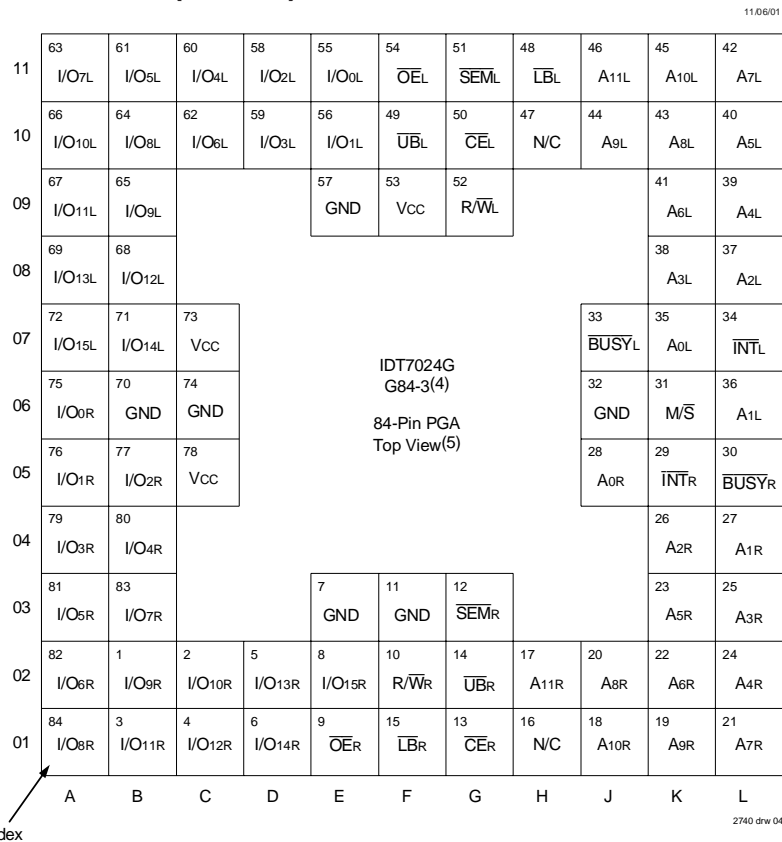 11/06/01
63 61 60 58 55 54 51 48 46 45 42
11 I/O7L I/O5L I/O4L I/O2L I/O0L OEL SEML LBL A11L A10L A7L
66 64 62 59 56 49 50 47 44 43 40
10 I/O10L I/O8L I/O6L I/O3L I/O1L UBL CEL N/C A9L A8L A5L
67 65 57 53 52 41 39
09 I/O11L I/O9L GND VCC R/WL A6L A4L
69 68 38 37
08 I/O13L I/O12L A3L A2L
72 71 73 33 35 34
07 I/O15L I/O14L VCC BUSYL A0L INTL
IDT7024G
G84-3(4)
75 70 74 32 31 36
06 I/O0R GND GND GND M/S A1L
84-Pin PGA
Top View(5)
76 77 78 28 29 30
05 I/O1R I/O2R VCC A0R INTR BUSYR
79 80 26 27
04 I/O3R I/O4R A2R A1R
81 83 7 11 12 23 25
03 I/O5R I/O7R GND GND SEMR A5R A3R
82 1 2 5 8 10 14 17 20 22 24
02 I/O6R I/O9R I/O10R I/O13R I/O15R R/WR UBR A11R A8R A6R A4R
84 3 4 6 9 15 13 16 18 19 21
01 I/O8R I/O11R I/O12R I/O14R OER LBR CER N/C A10R A9R A7R
A B C D E F G H J K L
2740 drw 04